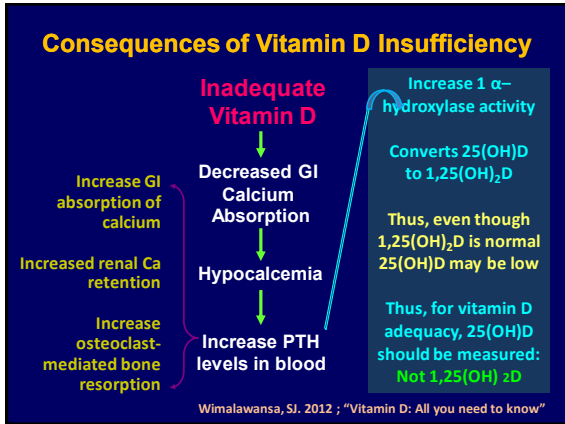 Consequences of Vitamin D Insufficiency
Inadequate
Vitamin D
Decreased GI
Calcium
Absorption
Hypocalcemia
Increase PTH
levels in blood
Increase GI
absorption of
calcium
Increased renal Ca
retention
Increase
osteoclast-
mediated bone
resorption
Increase 1 α–
hydroxylase activity
Converts 25(OH)D
to 1,25(OH)₂D
Thus, even though
1,25(OH)₂D is normal
25(OH)D may be low
Thus, for vitamin D
adequacy, 25(OH)D
should be measured:
Not 1,25(OH) ₂D
Wimalawansa, SJ. 2012 ; “Vitamin D: All you need to know”